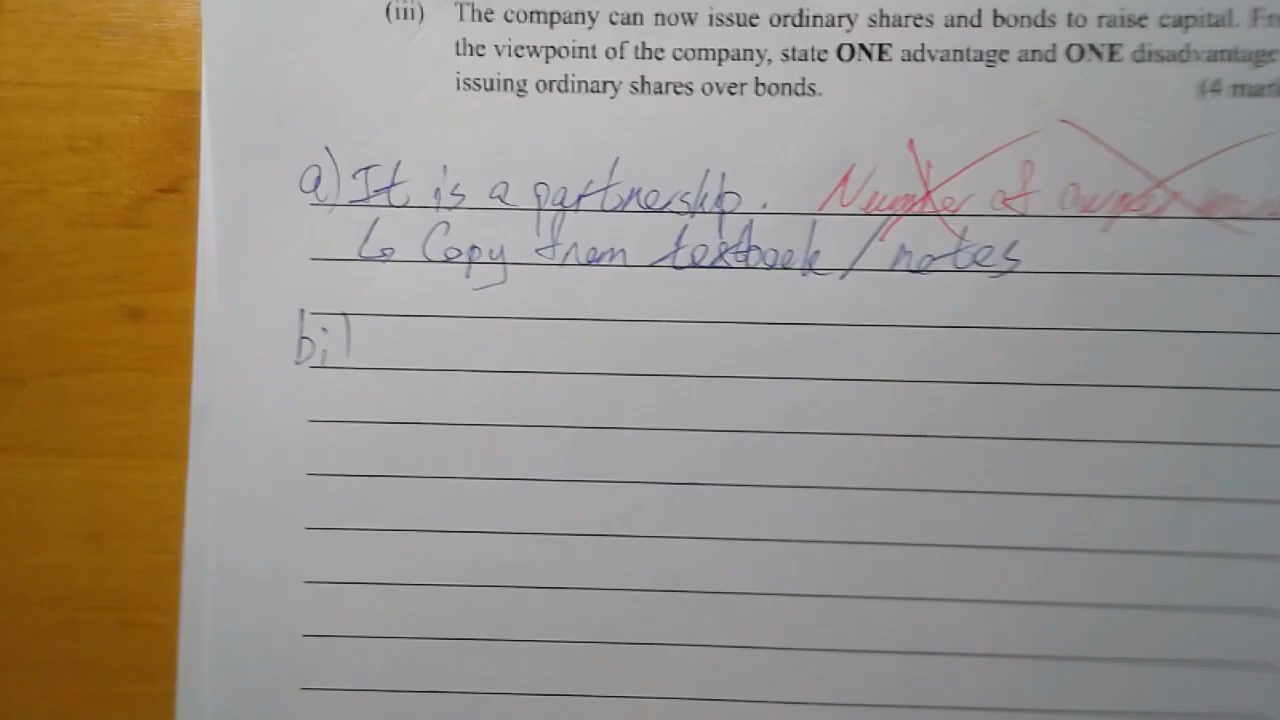 (iii) The company can now issue ordinary shares and bonds to raise capital.
the viewpoint of the company, state ONE advantage and ONE disadvantage
issuing ordinary shares over bonds. (4
a) It is a partnership. Number of
↳ Copy from textbook / notes
bi)